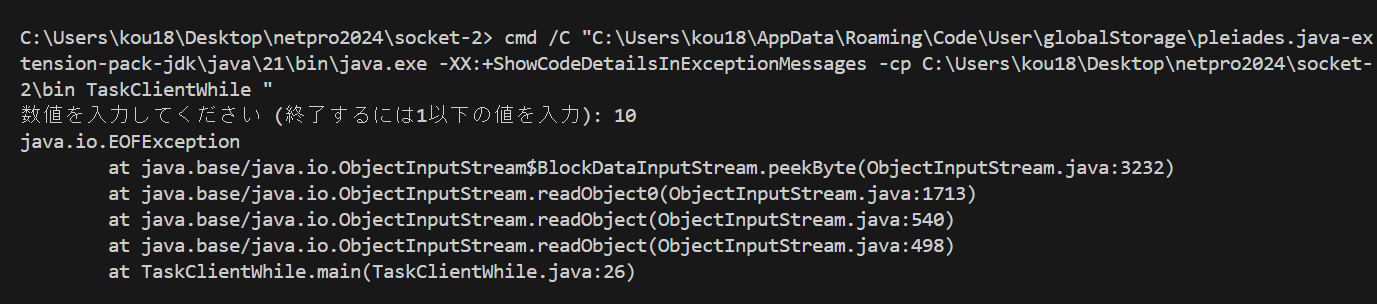 C:\Users\kou18\Desktop\netpro2024\socket-2> cmd /C "C:\Users\kou18\AppData\Roaming\Code\User\globalStorage\pleiades.java-ex
tension-pack-jdk\java\21\bin\java.exe -XX:+ShowCodeDetailsInExceptionMessages -cp C:\Users\kou18\Desktop\netpro2024\socket-
2\bin TaskClientWhile "
数値を入力してください (終了するには1以下の値を入力): 10
java.io.EOFException
        at java.base/java.io.ObjectInputStream$BlockDataInputStream.peekByte(ObjectInputStream.java:3232)
        at java.base/java.io.ObjectInputStream.readObject0(ObjectInputStream.java:1713)
        at java.base/java.io.ObjectInputStream.readObject(ObjectInputStream.java:540)
        at java.base/java.io.ObjectInputStream.readObject(ObjectInputStream.java:498)
        at TaskClientWhile.main(TaskClientWhile.java:26)